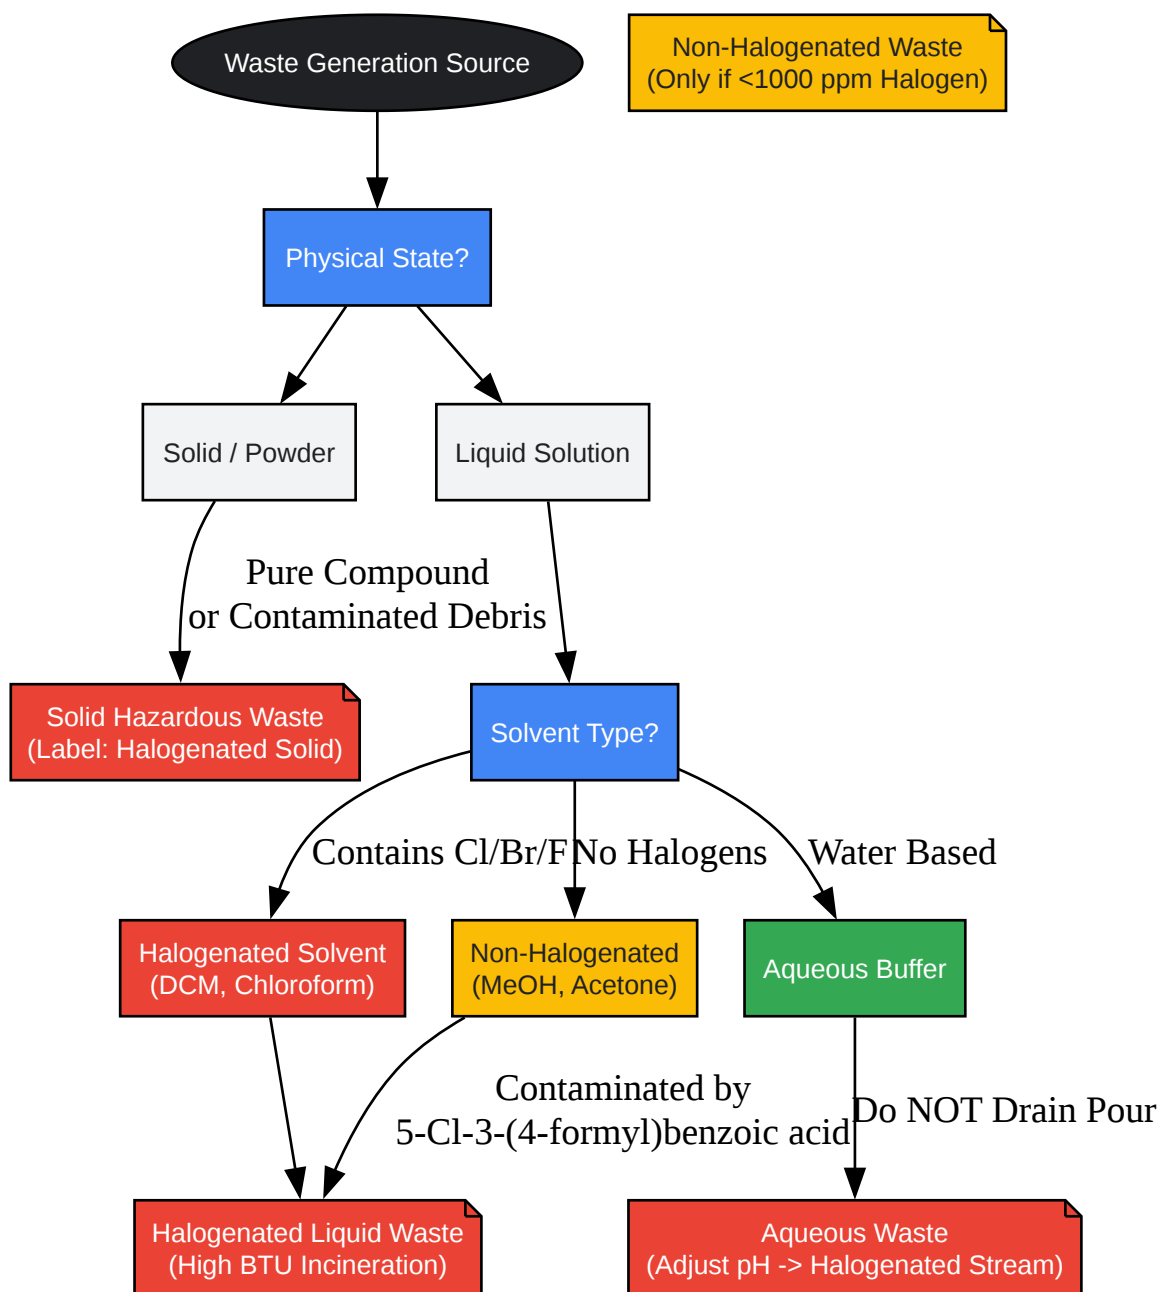 Waste Generation Source
Non-Halogenated Waste
(Only if <1000 ppm Halogen)
Physical State?
Solid / Powder
Liquid Solution
Pure Compound
or Contaminated Debris
Solid Hazardous Waste
(Label: Halogenated Solid)
Solvent Type?
Contains Cl/Br/F
No Halogens
Water Based
Halogenated Solvent
(DCM, Chloroform)
Non-Halogenated
(MeOH, Acetone)
Aqueous Buffer
Contaminated by
5-Cl-3-(4-formyl)benzoic acid
Do NOT Drain Pour
Halogenated Liquid Waste
(High BTU Incineration)
Aqueous Waste
(Adjust pH -> Halogenated Stream)